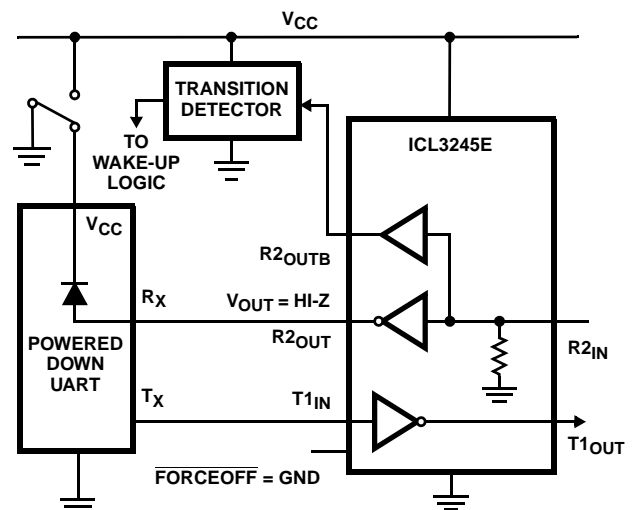 VCC
TRANSITION
DETECTOR
TO
WAKE-UP
LOGIC
ICL3245E
VCC
R2OUTB
RX
VOUT = HI-Z
POWERED
DOWN
UART
R2OUT
R2IN
TX
T1IN
T1OUT
FORCEOFF = GND